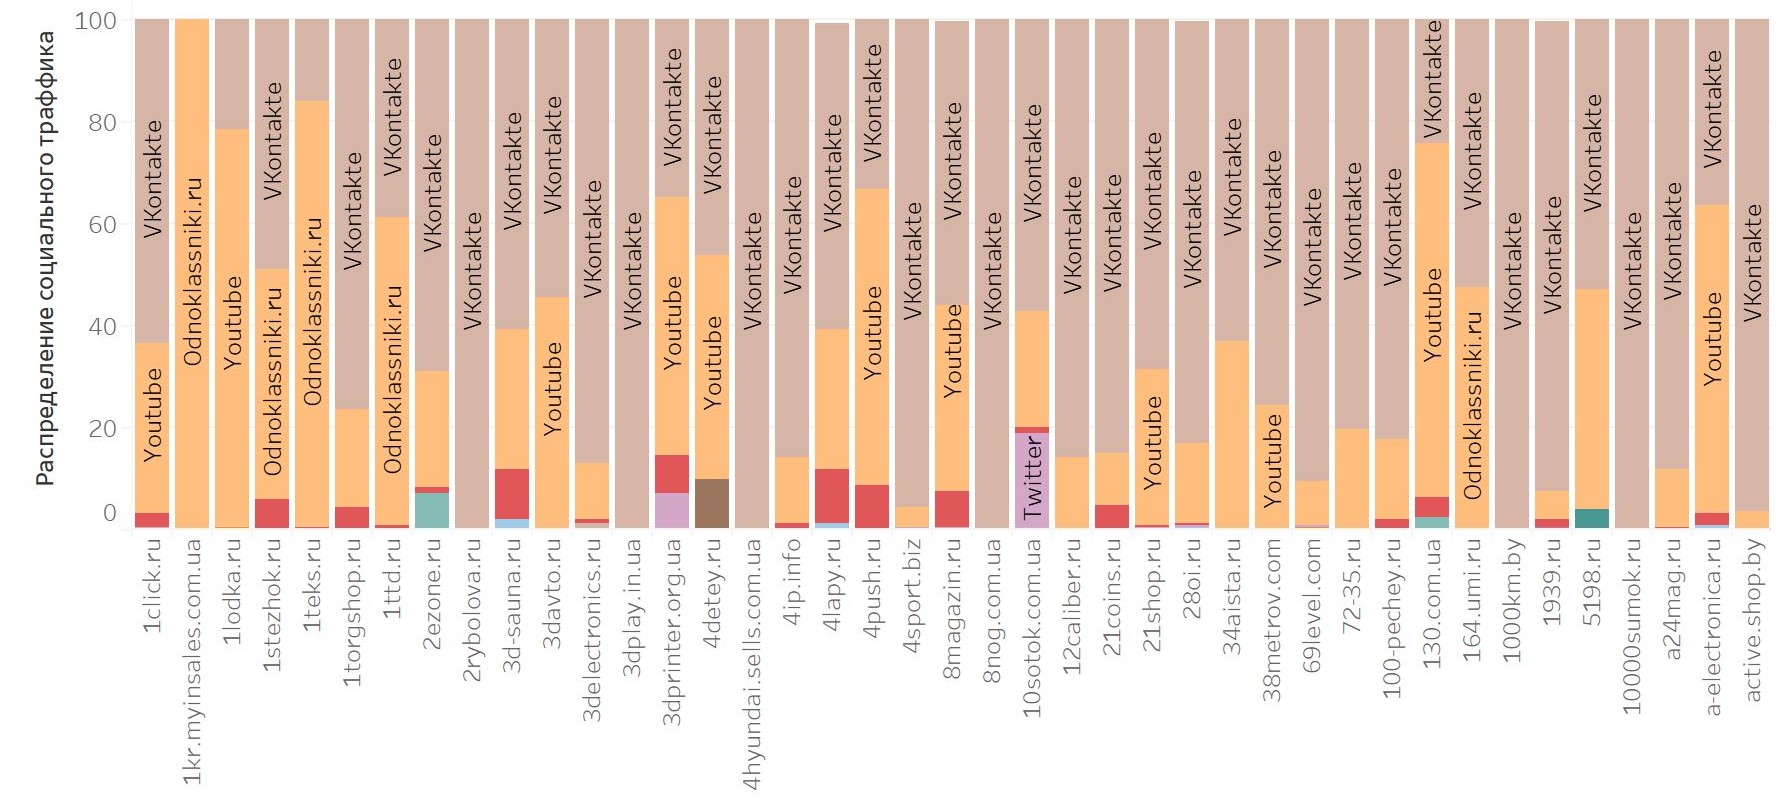 Распределение социального траффика
100
80
60
40
20
0
VKontakte
Youtube
Odnoklassniki.ru
Youtube
VKontakte
Odnoklassniki.ru
Odnoklassniki.ru
VKontakte
VKontakte
Odnoklassniki.ru
VKontakte
VKontakte
VKontakte
VKontakte
Youtube
VKontakte
VKontakte
VKontakte
Youtube
VKontakte
Youtube
VKontakte
VKontakte
VKontakte
VKontakte
Youtube
VKontakte
VKontakte
Youtube
VKontakte
VKontakte
Twitter
VKontakte
VKontakte
VKontakte
Youtube
VKontakte
VKontakte
VKontakte
Youtube
VKontakte
VKontakte
VKontakte
VKontakte
Youtube
VKontakte
Odnoklassniki.ru
VKontakte
VKontakte
VKontakte
VKontakte
VKontakte
VKontakte
Youtube
VKontakte
1click.ru
1kr.myinsales.com.ua
1lodka.ru
1stezhok.ru
1teks.ru
1torgshop.ru
1ttd.ru
2ezone.ru
2rybolova.ru
3d-sauna.ru
3davto.ru
3delectronics.ru
3dplay.in.ua
3dprinter.org.ua
4detey.ru
4hyundai.sells.com.ua
4ip.info
4lapy.ru
4push.ru
4sport.biz
8magazin.ru
8nog.com.ua
10sotok.com.ua
12caliber.ru
21coins.ru
21shop.ru
28oi.ru
34aista.ru
38metrov.com
69level.com
72-35.ru
100-pechey.ru
130.com.ua
164.umi.ru
1000km.by
1939.ru
5198.ru
10000sumok.ru
a24mag.ru
a-electronica.ru
active.shop.by